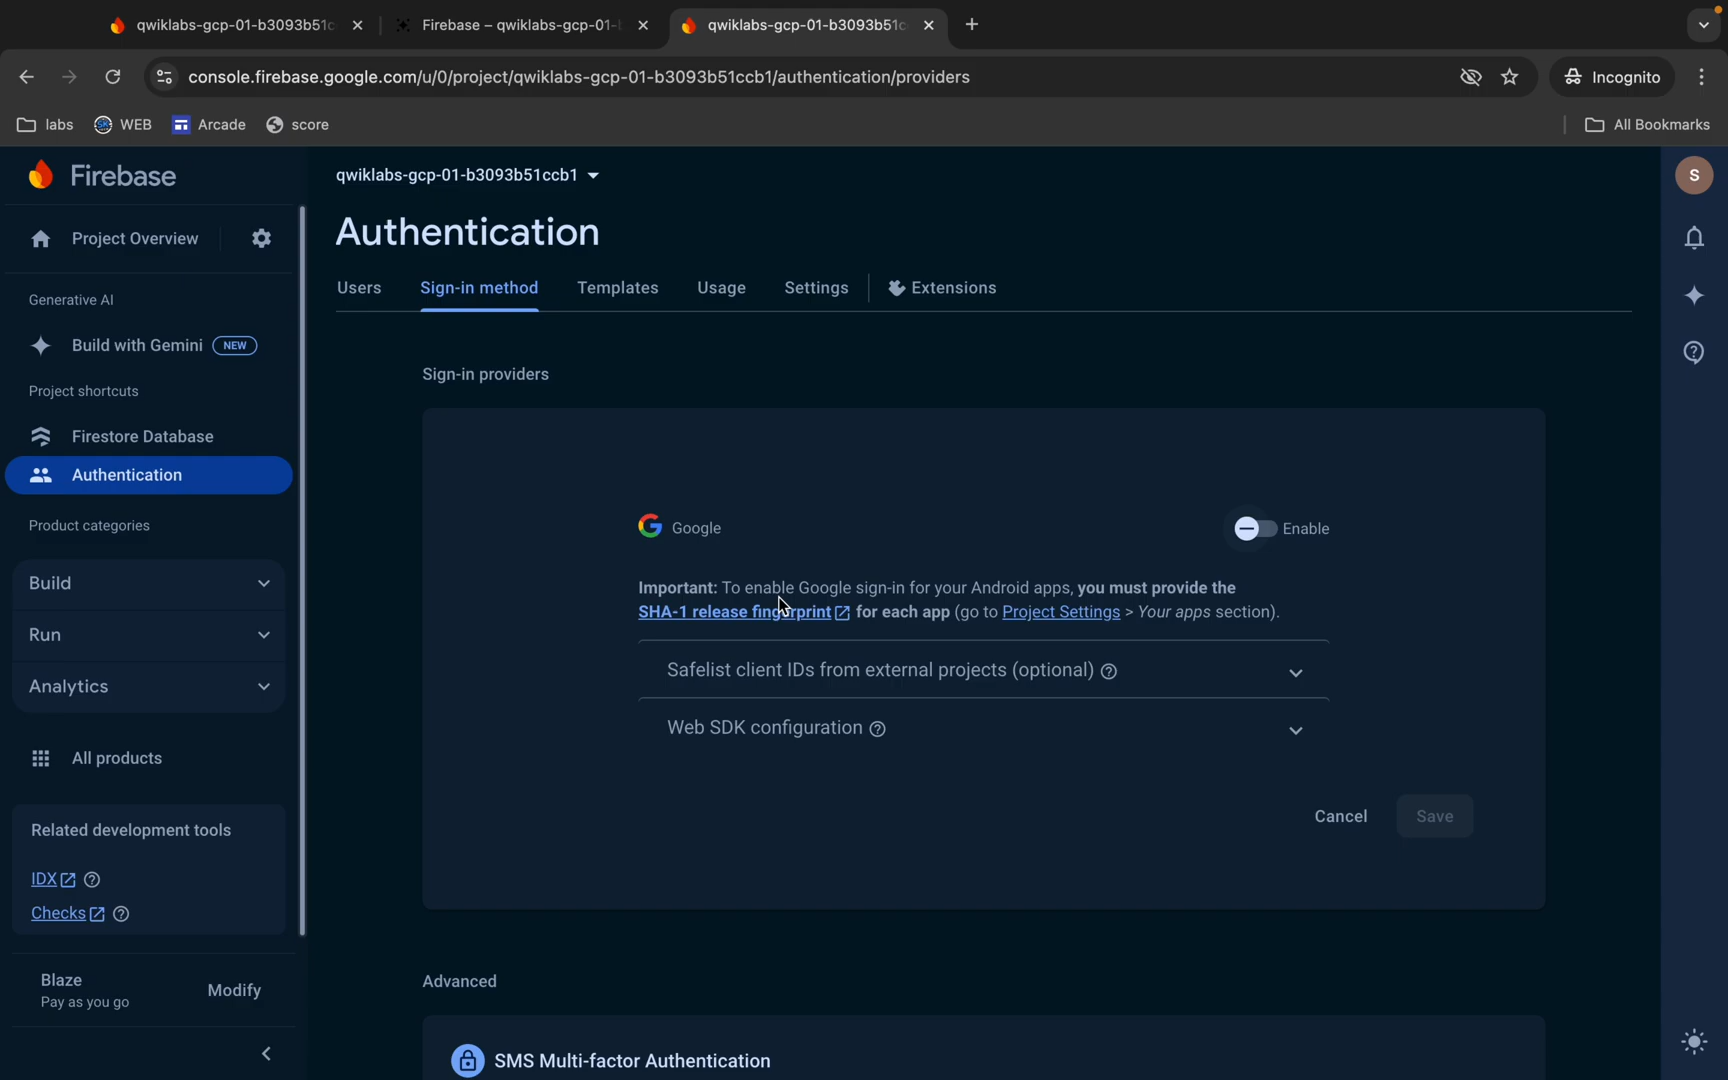 qwiklabs-gcp-01-b3093b51c
Firebase – qwiklabs-gcp-01-
qwiklabs-gcp-01-b3093b51c
console.firebase.google.com/u/0/project/qwiklabs-gcp-01-b3093b51ccb1/authentication/providers
Incognito
labs
WEB
Arcade
score
All Bookmarks
Firebase
qwiklabs-gcp-01-b3093b51ccb1
S
Project Overview
Authentication
Users
Sign-in method
Templates
Usage
Settings
Extensions
Generative AI
Build with Gemini NEW
Project shortcuts
Firestore Database
Authentication
Product categories
Build
Run
Analytics
All products
Related development tools
IDX
Checks
Blaze
Pay as you go
Modify
Sign-in providers
Google
Enable
Important: To enable Google sign-in for your Android apps, you must provide the
SHA-1 release fingerprint for each app (go to Project Settings > Your apps section).
Safelist client IDs from external projects (optional)
Web SDK configuration
Cancel
Save
Advanced
SMS Multi-factor Authentication